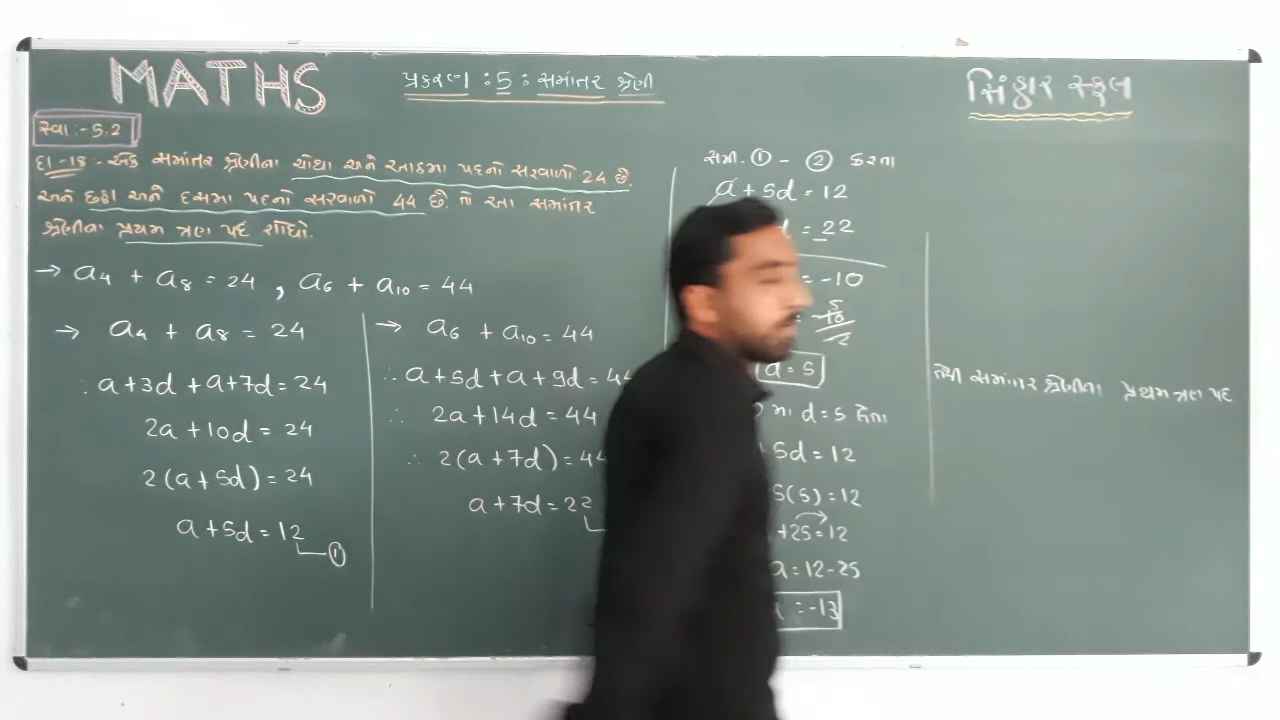 MATHS
પ્રકરણ : 5 : સમાંતર શ્રેણી
સ્કૂલ
સ્વા :- 5.2
દા-18 :- એક સમાંતર શ્રેણીના ચોથા અને આઠમા પદનો સરવાળો 24 છે.
અને છઠ્ઠા અને દસમા પદનો સરવાળો 44 છે. તો આ સમાંતર
શ્રેણીના પ્રથમ ત્રણ પદ શોધો.
→ a₄ + a₈ = 24 , a₆ + a₁₀ = 44
→ a₄ + a₈ = 24
∴ a+3d + a+7d = 24
2a + 10d = 24
2(a+5d) = 24
a+5d = 12
①
→ a₆ + a₁₀ = 44
∴ a+5d + a+9d = 44
∴ 2a + 14d = 44
∴ 2(a+7d) = 44
a+7d = 22
સમી. ① - ② કરતા
a + 5d = 12
= 22
= -10
d = 5
મા d = 5 લેતા
5d = 12
5(5) = 12
+25 = 12
a = 12-25
= -13
તેથી સમાંતર શ્રેણીના પ્રથમ ત્રણ પદ